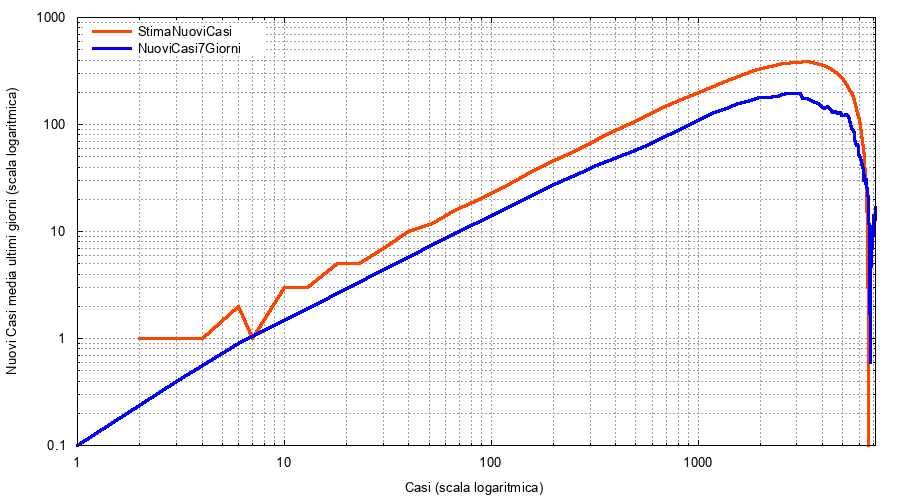 1000
100
10
1
0.1
Nuovi Casi media ultimi giorni (scala logaritmica)
StimaNuoviCasi
NuoviCasi7Giorni
1
10
100
1000
Casi (scala logaritmica)